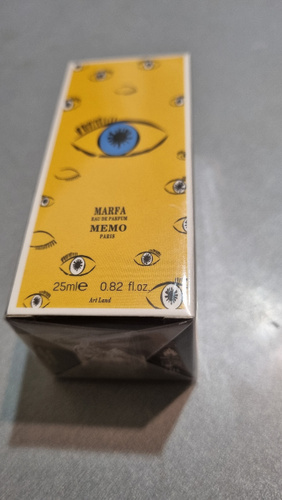 MARFA
EAU DE PARFUM
MEMO
PARIS
25ml℮ 0.82 fl.oz.
Art Land